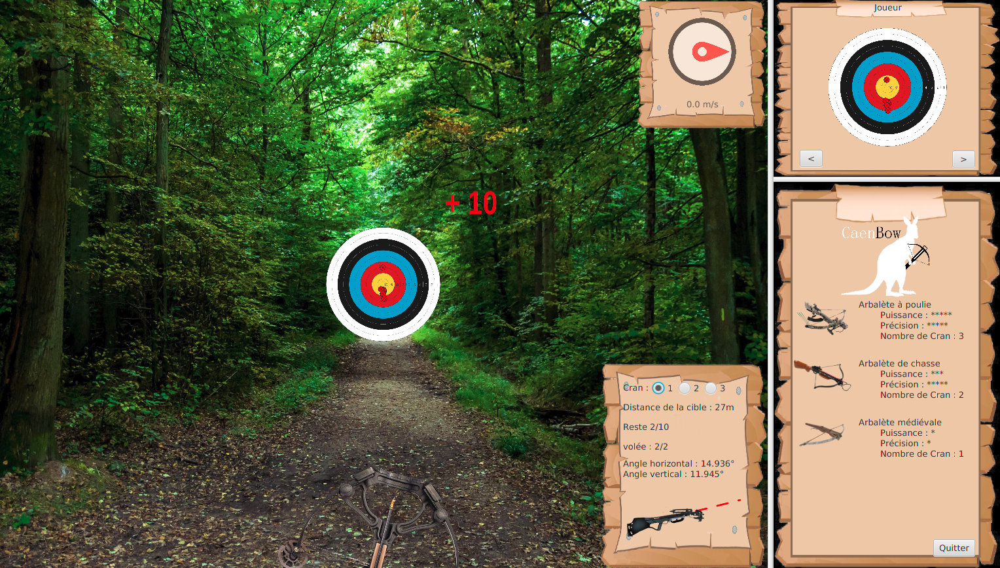 0.0 m/s
+ 10
Cran : 1 2 3
Distance de la cible : 27m
Reste 2/10
volée : 2/2
Angle horizontal : 14.936°
Angle vertical : 11.945°
Joueur
<
>
CaenBow
Arbalète à poulie
Puissance : *****
Précision : *****
Nombre de Cran : 3
Arbalète de chasse
Puissance : ***
Précision : *****
Nombre de Cran : 2
Arbalète médiévale
Puissance : *
Précision : *
Nombre de Cran : 1
Quitter